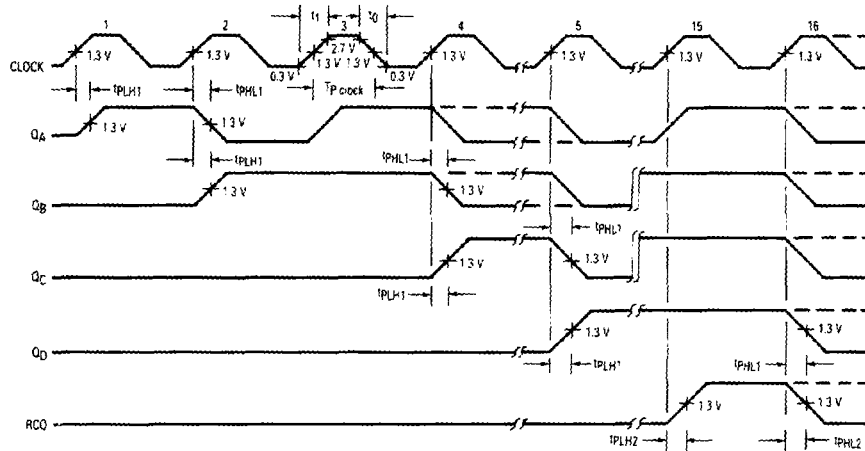 1 2 t1 3 t0 4 5 15 16
CLOCK 1.3 V 1.3 V 2.7 V 1.3 V 1.3 V 1.3 V 1.3 V 1.3 V
0.3 V 1.3 V 1.3 V 0.3 V
tPLH1 tPHL1 TP clock
QA 1.3 V 1.3 V
tPLH1 tPHL1
QB 1.3 V 1.3 V
tPHL1
QC 1.3 V 1.3 V
tPLH1
QD 1.3 V 1.3 V
tPLH1 tPHL1
RCO 1.3 V 1.3 V
tPLH2 tPHL2